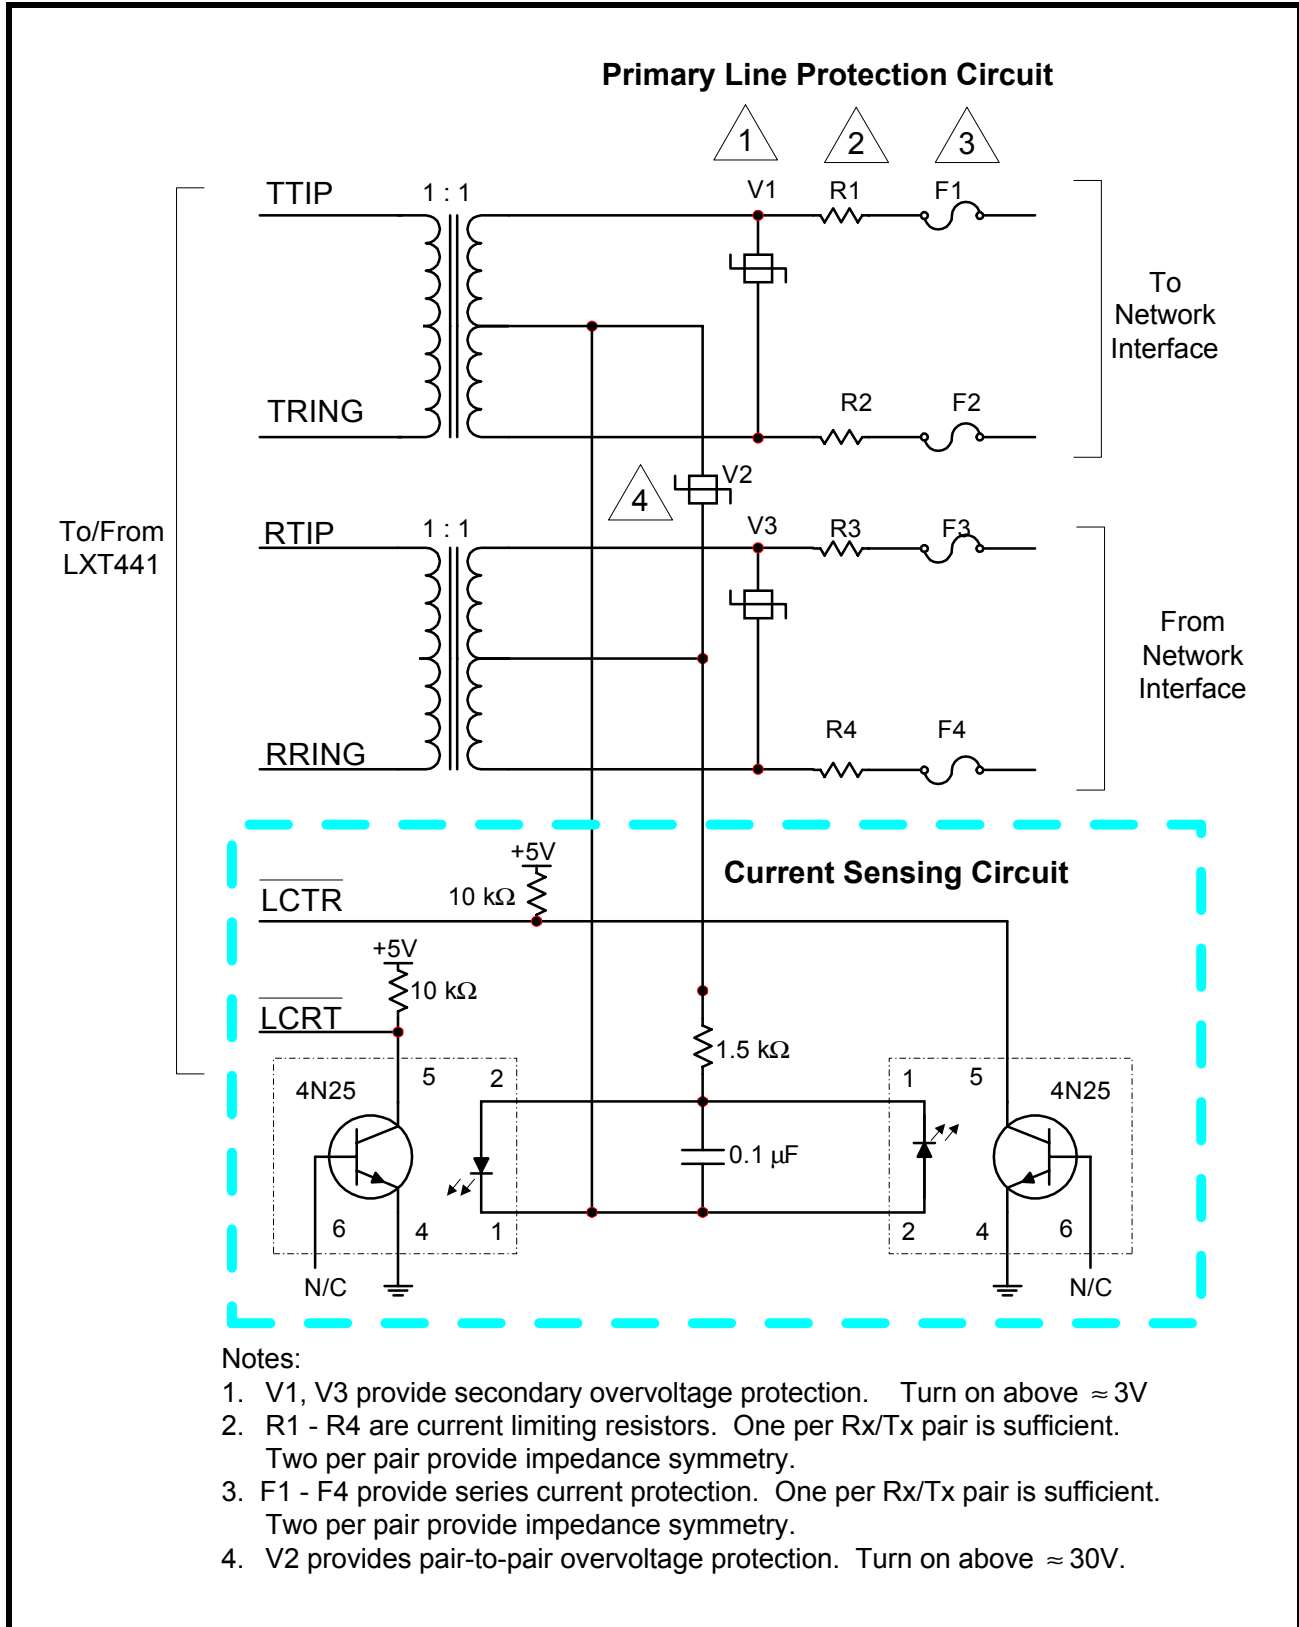 Primary Line Protection Circuit
1 2 3
TTIP 1 : 1 V1 R1 F1
To
Network
Interface
TRING R2 F2
4 V2
To/From
LXT441
RTIP 1 : 1 V3 R3 F3
From
Network
Interface
RRING R4 F4
+5V
Current Sensing Circuit
LCTR 10 kΩ
+5V
10 kΩ
LCRT
1.5 kΩ
4N25 5 2 1 5 4N25
0.1 µF
6 4 1 2 4 6
N/C N/C
Notes:
1. V1, V3 provide secondary overvoltage protection. Turn on above ≈ 3V
2. R1 - R4 are current limiting resistors. One per Rx/Tx pair is sufficient.
Two per pair provide impedance symmetry.
3. F1 - F4 provide series current protection. One per Rx/Tx pair is sufficient.
Two per pair provide impedance symmetry.
4. V2 provides pair-to-pair overvoltage protection. Turn on above ≈ 30V.